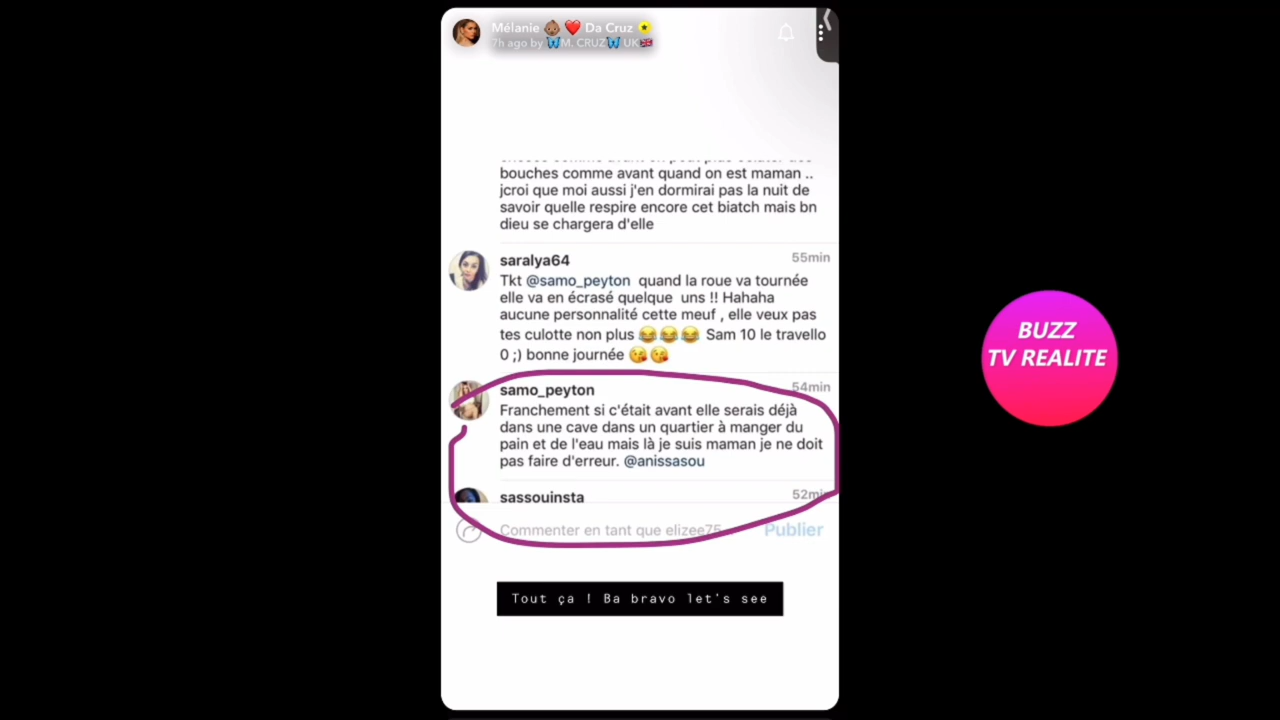 Mélanie 👶🏽 ❤️ Da Cruz
7h ago by 🦋M. CRUZ🦋 UK🇬🇧
bouches comme avant quand on est maman ..
jcroi que moi aussi j'en dormirai pas la nuit de
savoir quelle respire encore cet biatch mais bn
dieu se chargera d'elle
saralya64
55min
Tkt @samo_peyton quand la roue va tournée
elle va en écrasé quelque uns !! Hahaha
aucune personnalité cette meuf , elle veux pas
tes culotte non plus 😂😂😂 Sam 10 le travello
0 ;) bonne journée 😘😘
samo_peyton
54min
Franchement si c'était avant elle serais déjà
dans une cave dans un quartier à manger du
pain et de l'eau mais là je suis maman je ne doit
pas faire d'erreur. @anissasou
sassouinsta
52min
Commenter en tant que elizee75...
Publier
Tout ça ! Ba bravo let's see
BUZZ
TV REALITE